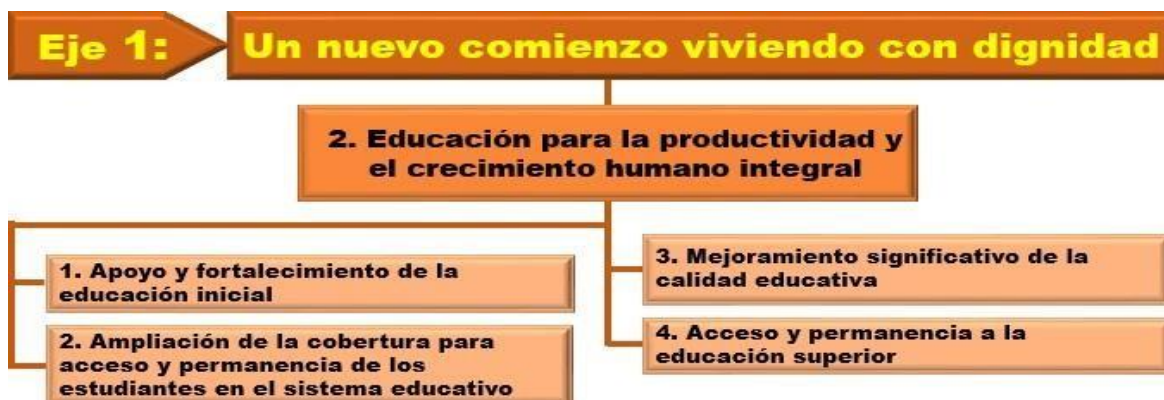 Eje 1:
Un nuevo comienzo viviendo con dignidad
2. Educación para la productividad y
el crecimiento humano integral
1. Apoyo y fortalecimiento de la
educación inicial
2. Ampliación de la cobertura para
acceso y permanencia de los
estudiantes en el sistema educativo
3. Mejoramiento significativo de la
calidad educativa
4. Acceso y permanencia a la
educación superior